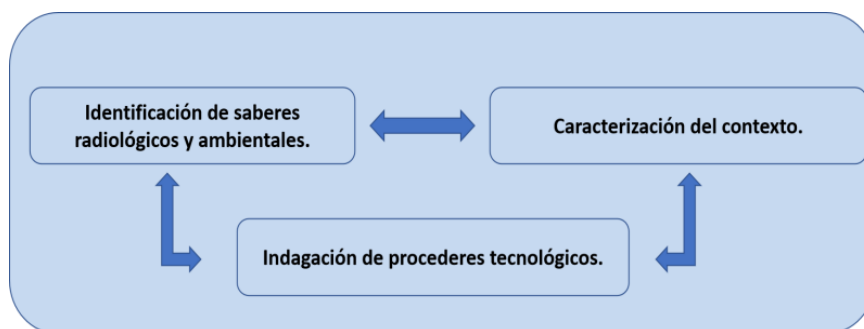 Identificación de saberes
radiológicos y ambientales.
Caracterización del contexto.
Indagación de procederes tecnológicos.